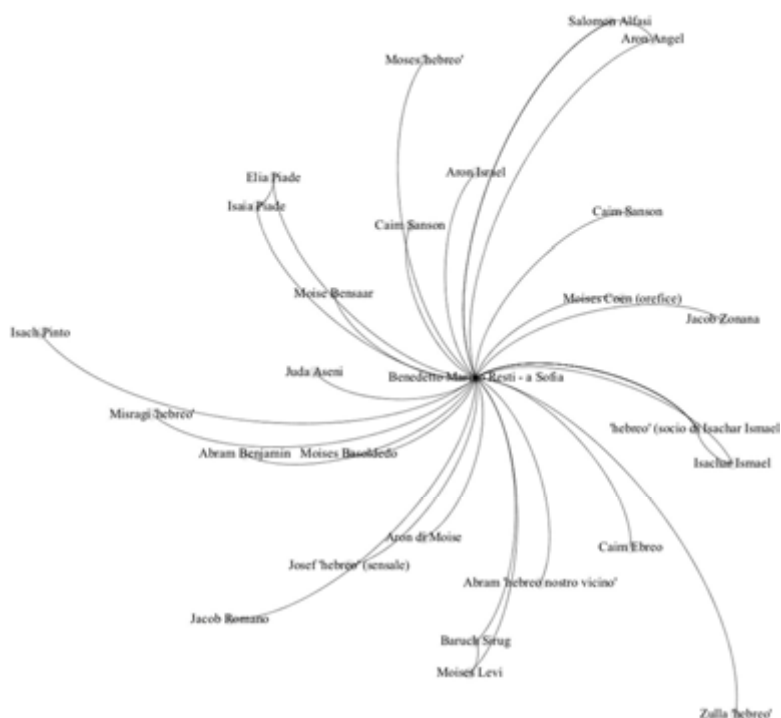 Salomon Alfasi
Aron Angel
Moses 'hebreo'
Aron Israel
Elia Piade
Isaia Piade
Caim Sanson
Caim Sanson
Moise Bensaar
Moises Coen (orefice)
Jacob Zonana
Isach Pinto
Juda Aseni
Benedetto Resti - a Sofia
Misragi 'hebreo'
'hebreo' (socio di Isachar Ismael
Abram Benjamin
Moises Basoldedo
Isachar Ismael
Aron di Moise
Caim Ebreo
Josef 'hebreo' (sensale)
Abram 'hebreo nostro vicino'
Jacob Romano
Baruch Sirug
Moises Levi
Zulla 'hebreo'